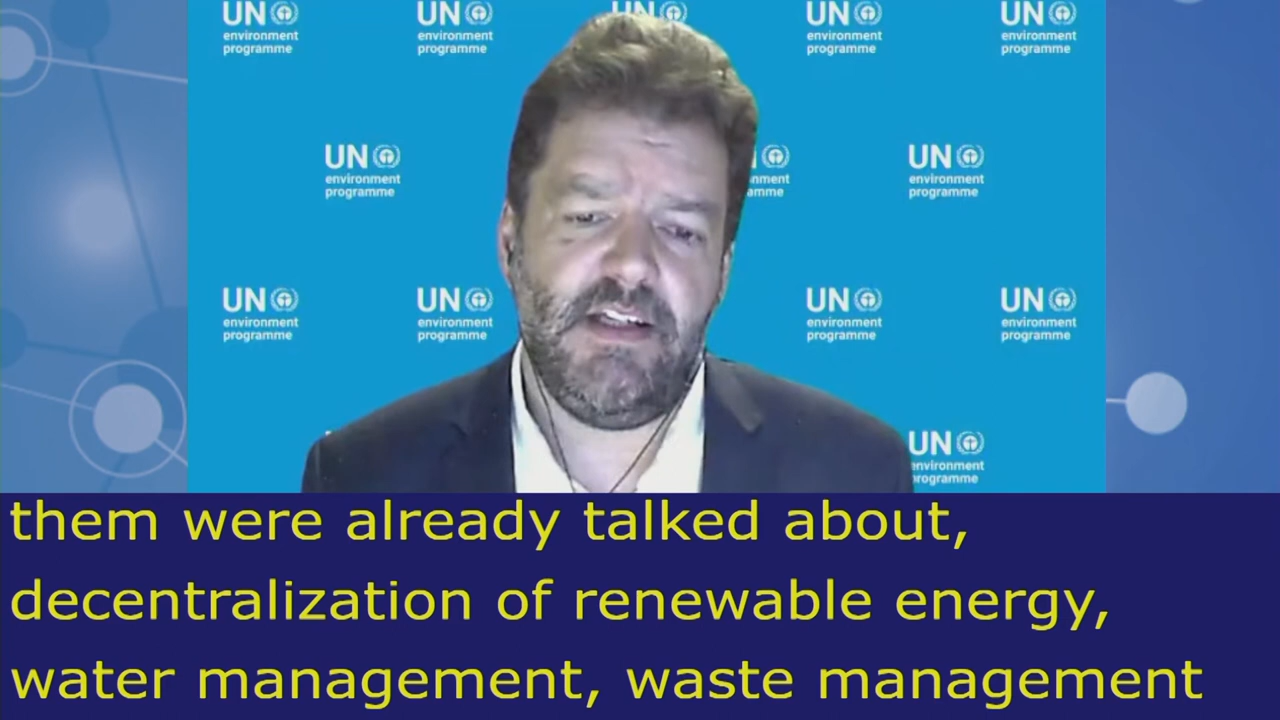 UN
environment
programme
UN
environment
programme
UN
UN
environment
programme
UN
environment
programme
UN
environment
programme
UN
environment
programme
UN
environment
programme
UN
environment
programme
UN
environment
programme
UN
environment
programme
UN
them were already talked about,
decentralization of renewable energy,
water management, waste management